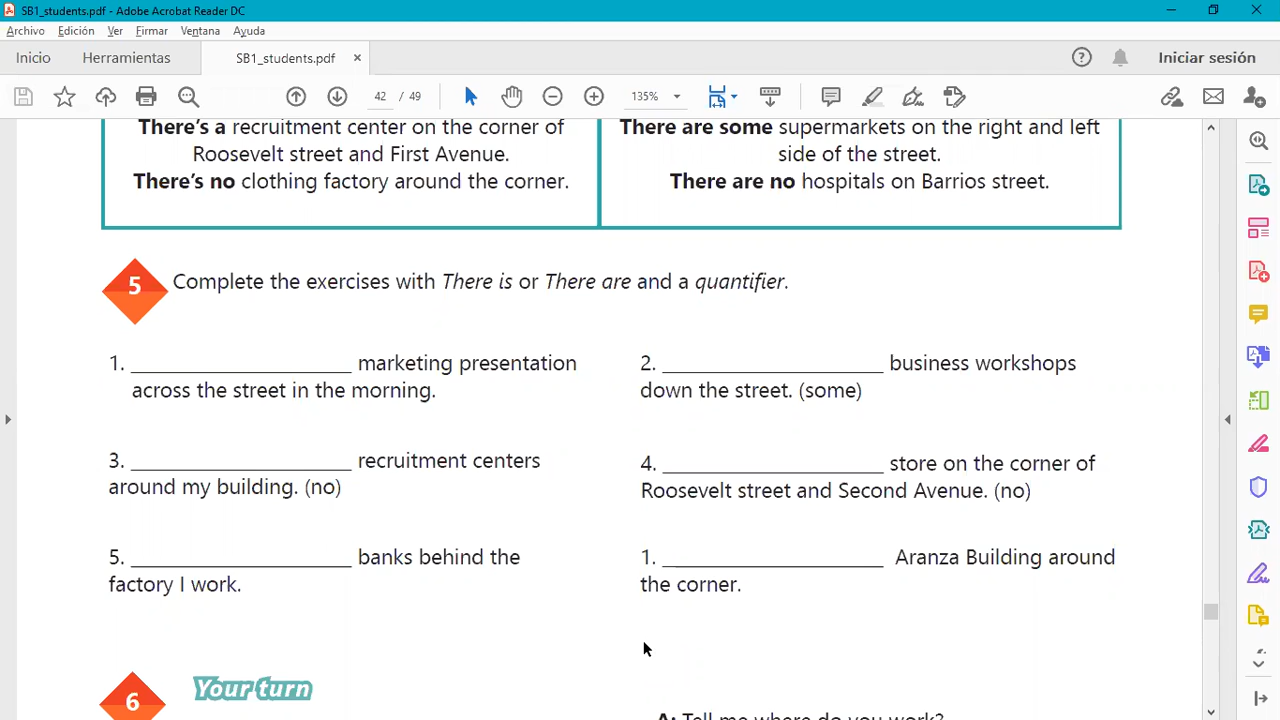 SB1_students.pdf - Adobe Acrobat Reader DC
Archivo Edición Ver Firmar Ventana Ayuda
Inicio Herramientas SB1_students.pdf × Iniciar sesión
42 / 49 135%
There's a recruitment center on the corner of
Roosevelt street and First Avenue.
There's no clothing factory around the corner.
There are some supermarkets on the right and left
side of the street.
There are no hospitals on Barrios street.
5 Complete the exercises with There is or There are and a quantifier.
1. ____________________ marketing presentation
across the street in the morning.
2. ____________________ business workshops
down the street. (some)
3. ____________________ recruitment centers
around my building. (no)
4. ____________________ store on the corner of
Roosevelt street and Second Avenue. (no)
5. ____________________ banks behind the
factory I work.
1. ____________________ Aranza Building around
the corner.
6 Your turn
A: Tell me where do you work?